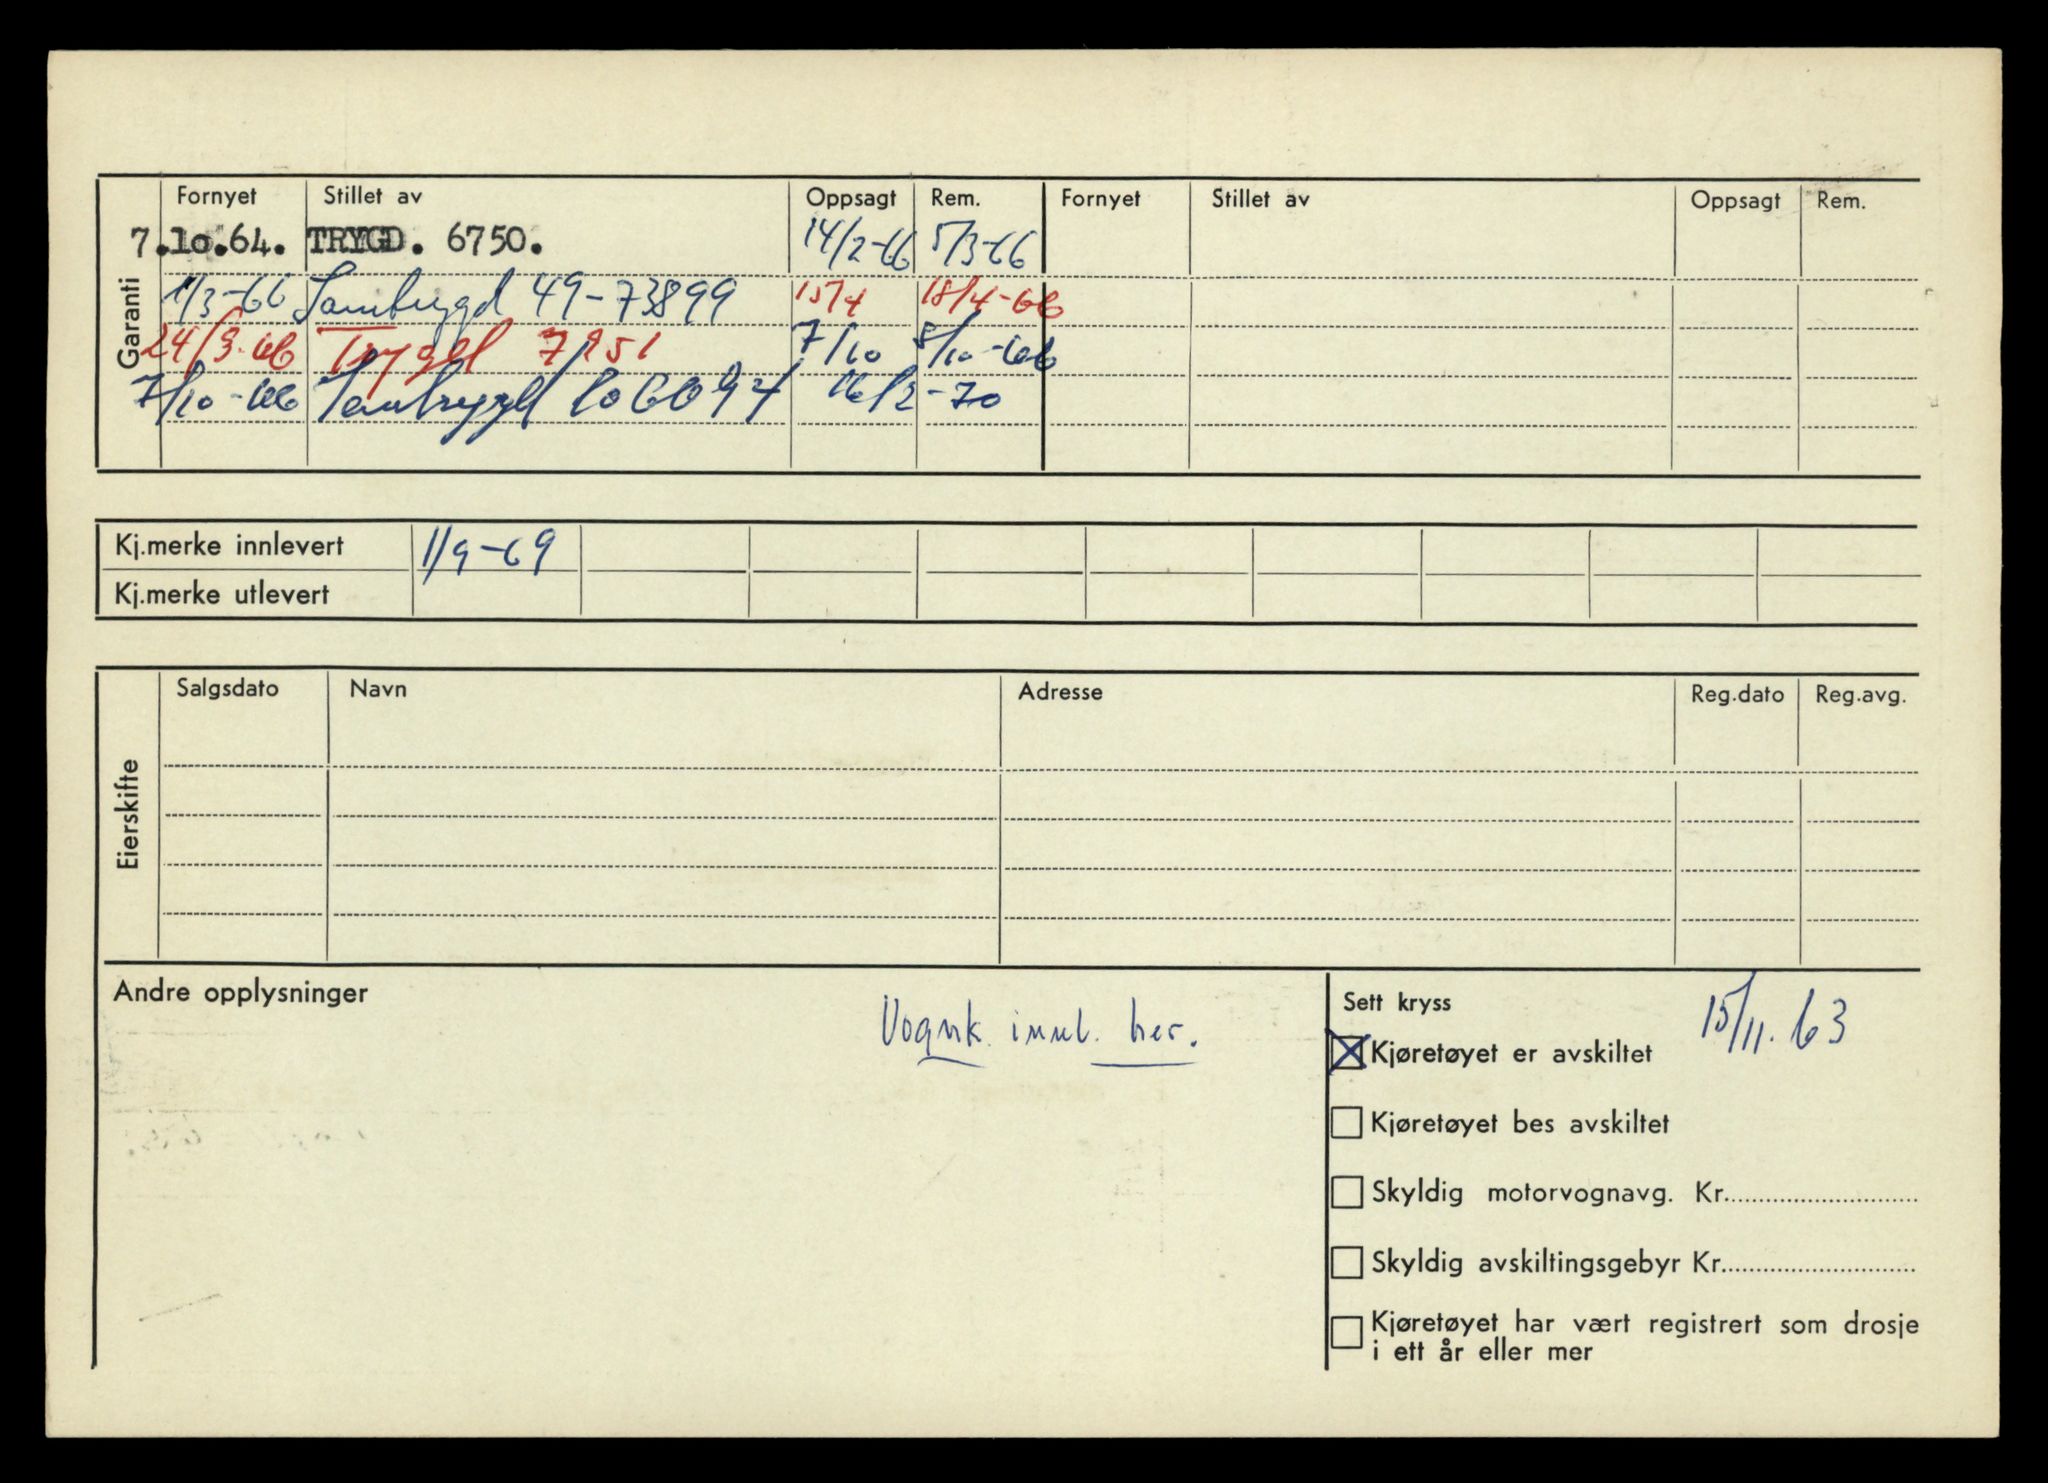 Garanti
Fornyet Stillet av Oppsagt Rem. Fornyet Stillet av Oppsagt Rem.
7.10.64. TRYGD. 6750. 14/2-66 5/3-66
1/3-66 Samtrygd 49-73899 15/4 18/4-66
24/3-66 Trygd 7851 7/10 8/10-66
7/10-66 Samtrygd 16/2-70
Kj.merke innlevert 1/9-69
Kj.merke utlevert
Eierskifte
Salgsdato Navn Adresse Reg.dato Reg.avg.
Andre opplysninger
Vognk. innl. her.
Sett kryss 15/11.63
Kjøretøyet er avskiltet
Kjøretøyet bes avskiltet
Skyldig motorvognavg. Kr............................
Skyldig avskiltingsgebyr Kr............................
Kjøretøyet har vært registrert som drosje
i ett år eller mer